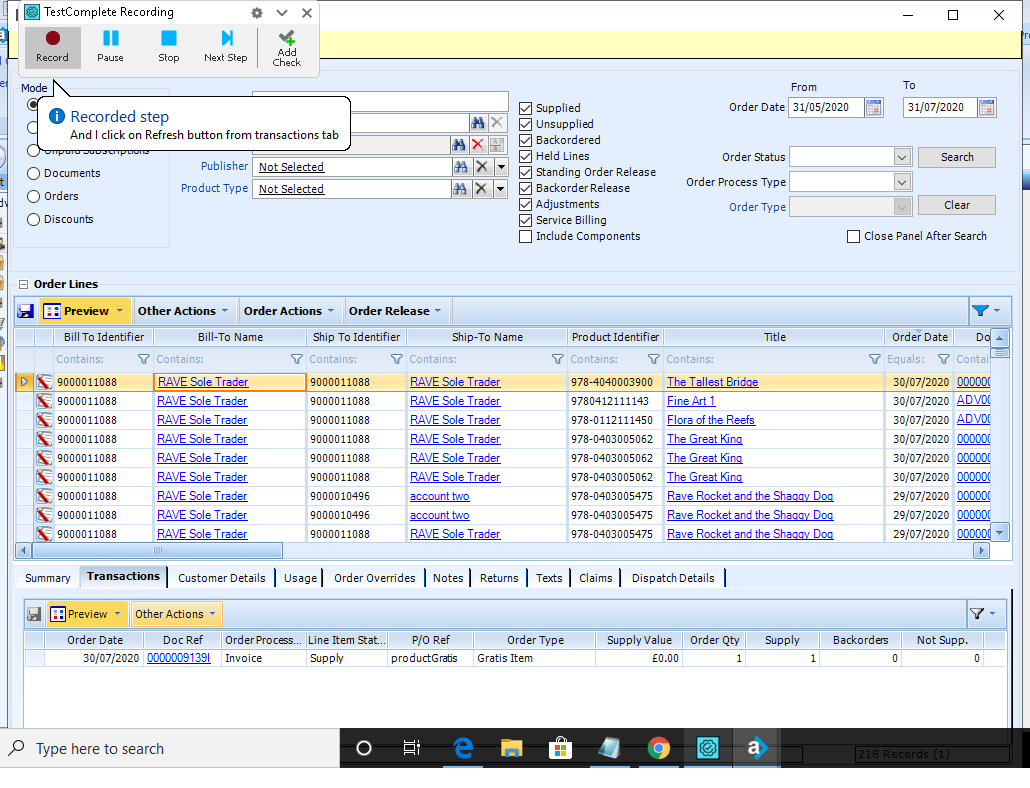 TestComplete Recording
Record
Pause
Stop
Next Step
Add
Check
Mode
Recorded step
And I click on Refresh button from transactions tab
Unpaid Subscriptions
Documents
Orders
Discounts
Publisher
Not Selected
Product Type
Not Selected
Supplied
Unsupplied
Backordered
Held Lines
Standing Order Release
Backorder Release
Adjustments
Service Billing
Include Components
From
To
Order Date 31/05/2020 31/07/2020
Order Status
Search
Order Process Type
Order Type
Clear
Close Panel After Search
Order Lines
Preview Other Actions Order Actions Order Release
Bill To Identifier Bill-To Name Ship To Identifier Ship-To Name Product Identifier Title Order Date Do
Contains: Contains: Contains: Contains: Contains: Contains: Equals: Contai
9000011088 RAVE Sole Trader 9000011088 RAVE Sole Trader 978-4040003900 The Tallest Bridge 30/07/2020 000000
9000011088 RAVE Sole Trader 9000011088 RAVE Sole Trader 9780412111143 Fine Art 1 30/07/2020 ADV00
9000011088 RAVE Sole Trader 9000011088 RAVE Sole Trader 978-0112111450 Flora of the Reefs 30/07/2020 ADV00
9000011088 RAVE Sole Trader 9000011088 RAVE Sole Trader 978-0403005062 The Great King 30/07/2020 000000
9000011088 RAVE Sole Trader 9000011088 RAVE Sole Trader 978-0403005062 The Great King 30/07/2020 000000
9000011088 RAVE Sole Trader 9000011088 RAVE Sole Trader 978-0403005062 The Great King 30/07/2020 000000
9000011088 RAVE Sole Trader 9000010496 account two 978-0403005475 Rave Rocket and the Shaggy Dog 29/07/2020 000000
9000011088 RAVE Sole Trader 9000010496 account two 978-0403005475 Rave Rocket and the Shaggy Dog 29/07/2020 000000
9000011088 RAVE Sole Trader 9000011088 RAVE Sole Trader 978-0403005475 Rave Rocket and the Shaggy Dog 29/07/2020 000000
Summary Transactions Customer Details Usage Order Overrides Notes Returns Texts Claims Dispatch Details
Preview Other Actions
Order Date Doc Ref Order Process... Line Item Stat... P/O Ref Order Type Supply Value Order Qty Supply Backorders Not Supp.
30/07/2020 0000009139I Invoice Supply productGratis Gratis Item £0.00 1 1 0 0
Type here to search
218 Records (1)